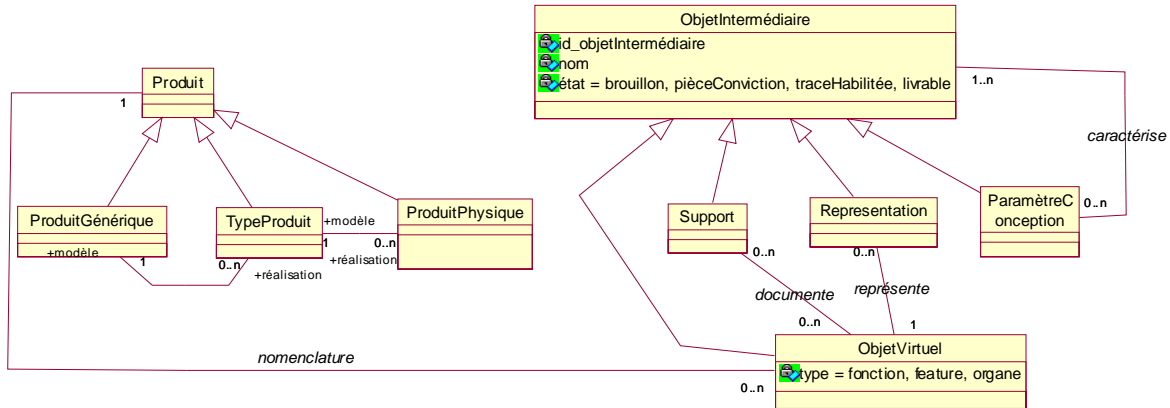 ObjetIntermédiaire
id_objetIntermédiaire
nom
état = brouillon, pièceConviction, traceHabilitée, livrable
Produit
1
1..n
caractérise
ProduitGénérique
+modèle
1
TypeProduit
0..n
+réalisation
+modèle
1
0..n
+réalisation
ProduitPhysique
Support
0..n
Representation
0..n
ParamètreC
onception
0..n
documente
représente
0..n
1
nomenclature
0..n
ObjetVirtuel
type = fonction, feature, organe